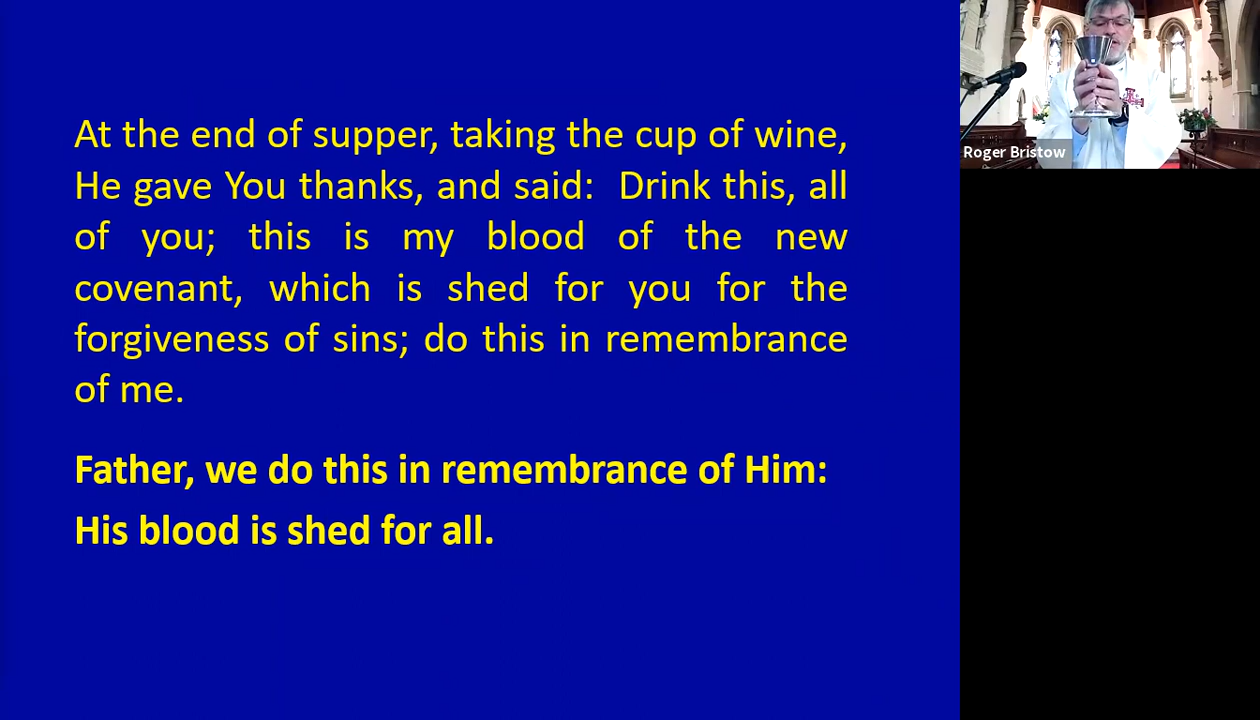 At the end of supper, taking the cup of wine,
He gave You thanks, and said:  Drink this, all
of you; this is my blood of the new
covenant, which is shed for you for the
forgiveness of sins; do this in remembrance
of me.
Father, we do this in remembrance of Him:
His blood is shed for all.
Roger Bristow